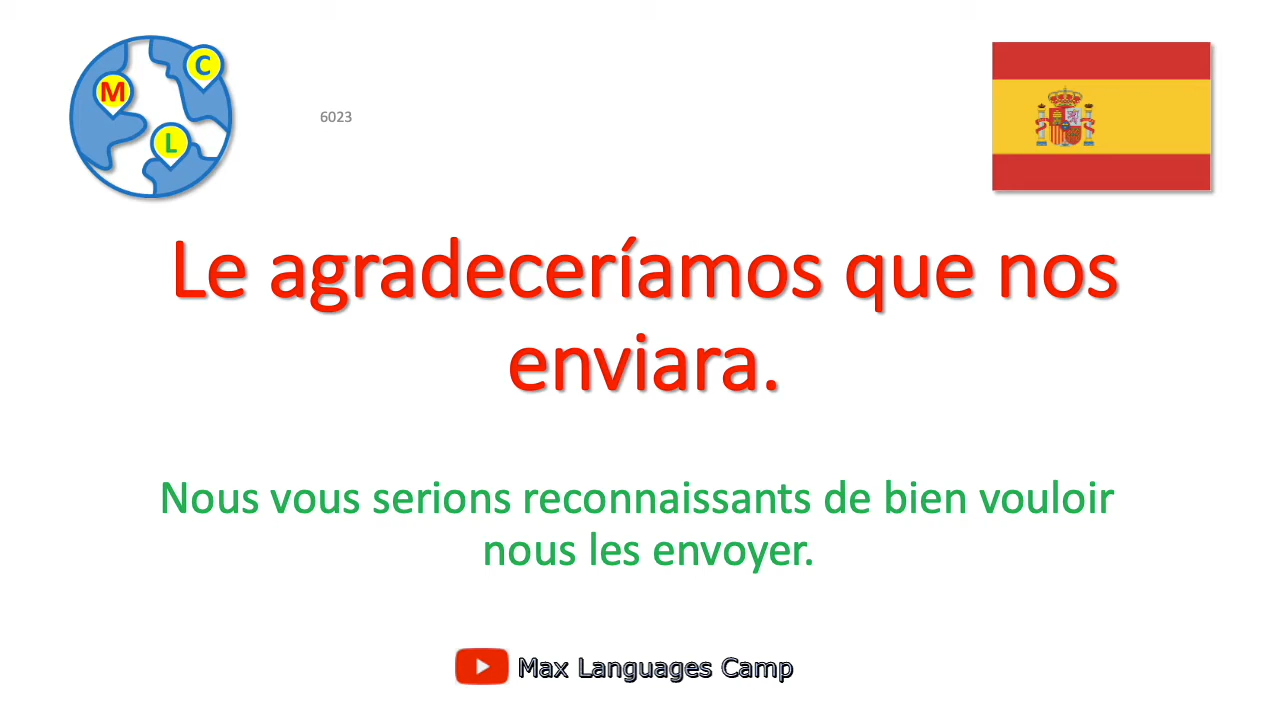 M
C
L
6023
Le agradeceríamos que nos
enviara.
Nous vous serions reconnaissants de bien vouloir
nous les envoyer.
Max Languages Camp